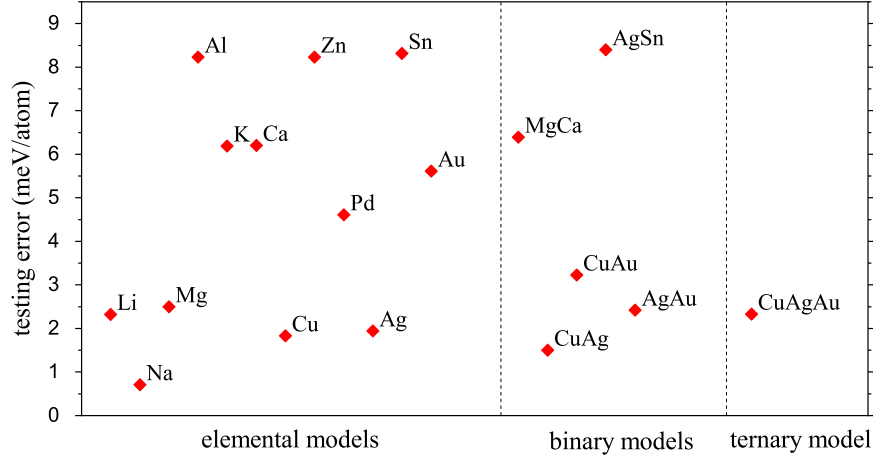 9
8
7
6
5
4
3
2
1
0
testing error (meV/atom)
Al
Zn
Sn
AgSn
K
Ca
MgCa
Au
Pd
CuAu
Li
Mg
AgAu
Cu
Ag
CuAg
CuAgAu
Na
elemental models
binary models
ternary model